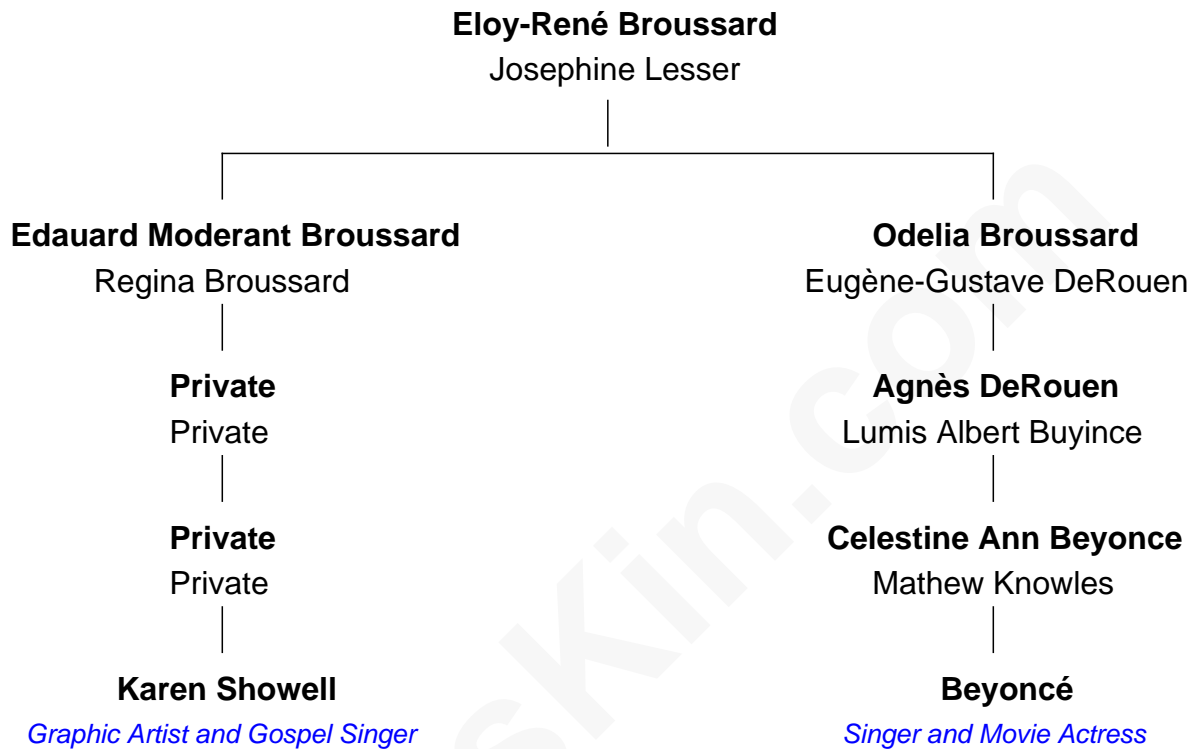 Eloy-René Broussard
Josephine Lesser
Edauard Moderant Broussard
Regina Broussard
Odelia Broussard
Eugène-Gustave DeRouen
Private
Private
Agnès DeRouen
Lumis Albert Buyince
Private
Private
Celestine Ann Beyonce
Mathew Knowles
Karen Showell
Graphic Artist and Gospel Singer
Beyoncé
Singer and Movie Actress
sKin.com